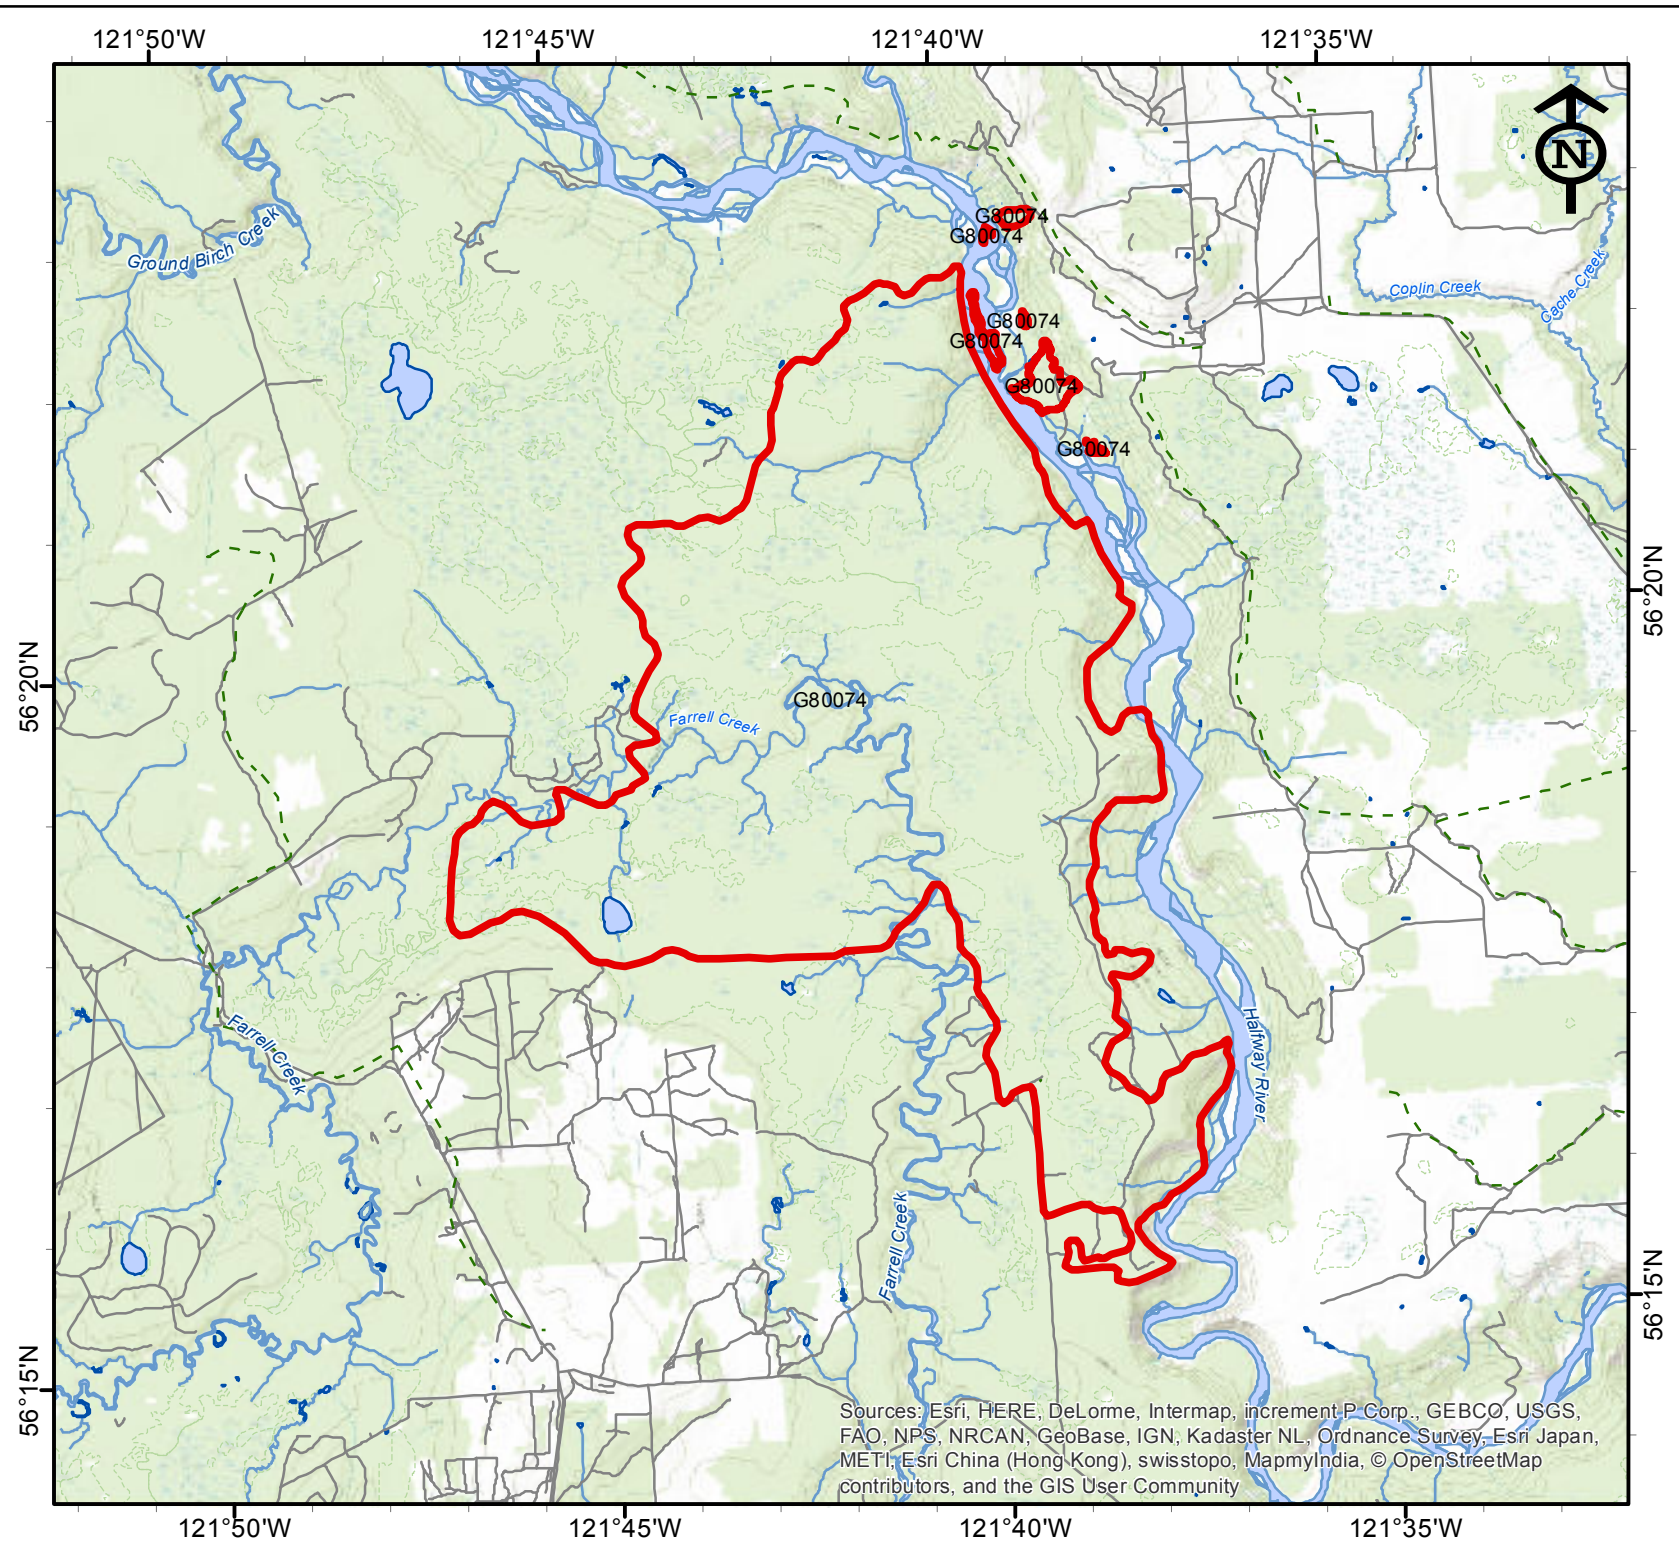 121°50'W 121°45'W 121°40'W 121°35'W
N
G80074
G80074
Ground Birch Creek
Coplin Creek
Cache Creek
G80074
G80074
G80074
G80074
56°20'N
56°20'N
G80074
Farrell Creek
Farrell Creek
Halfway River
Farrell Creek
56°15'N
56°15'N
Sources: Esri, HERE, DeLorme, Intermap, increment P Corp., GEBCO, USGS,
FAO, NPS, NRCAN, GeoBase, IGN, Kadaster NL, Ordnance Survey, Esri Japan,
METI, Esri China (Hong Kong), swisstopo, MapmyIndia, © OpenStreetMap
contributors, and the GIS User Community
121°50'W 121°45'W 121°40'W 121°35'W